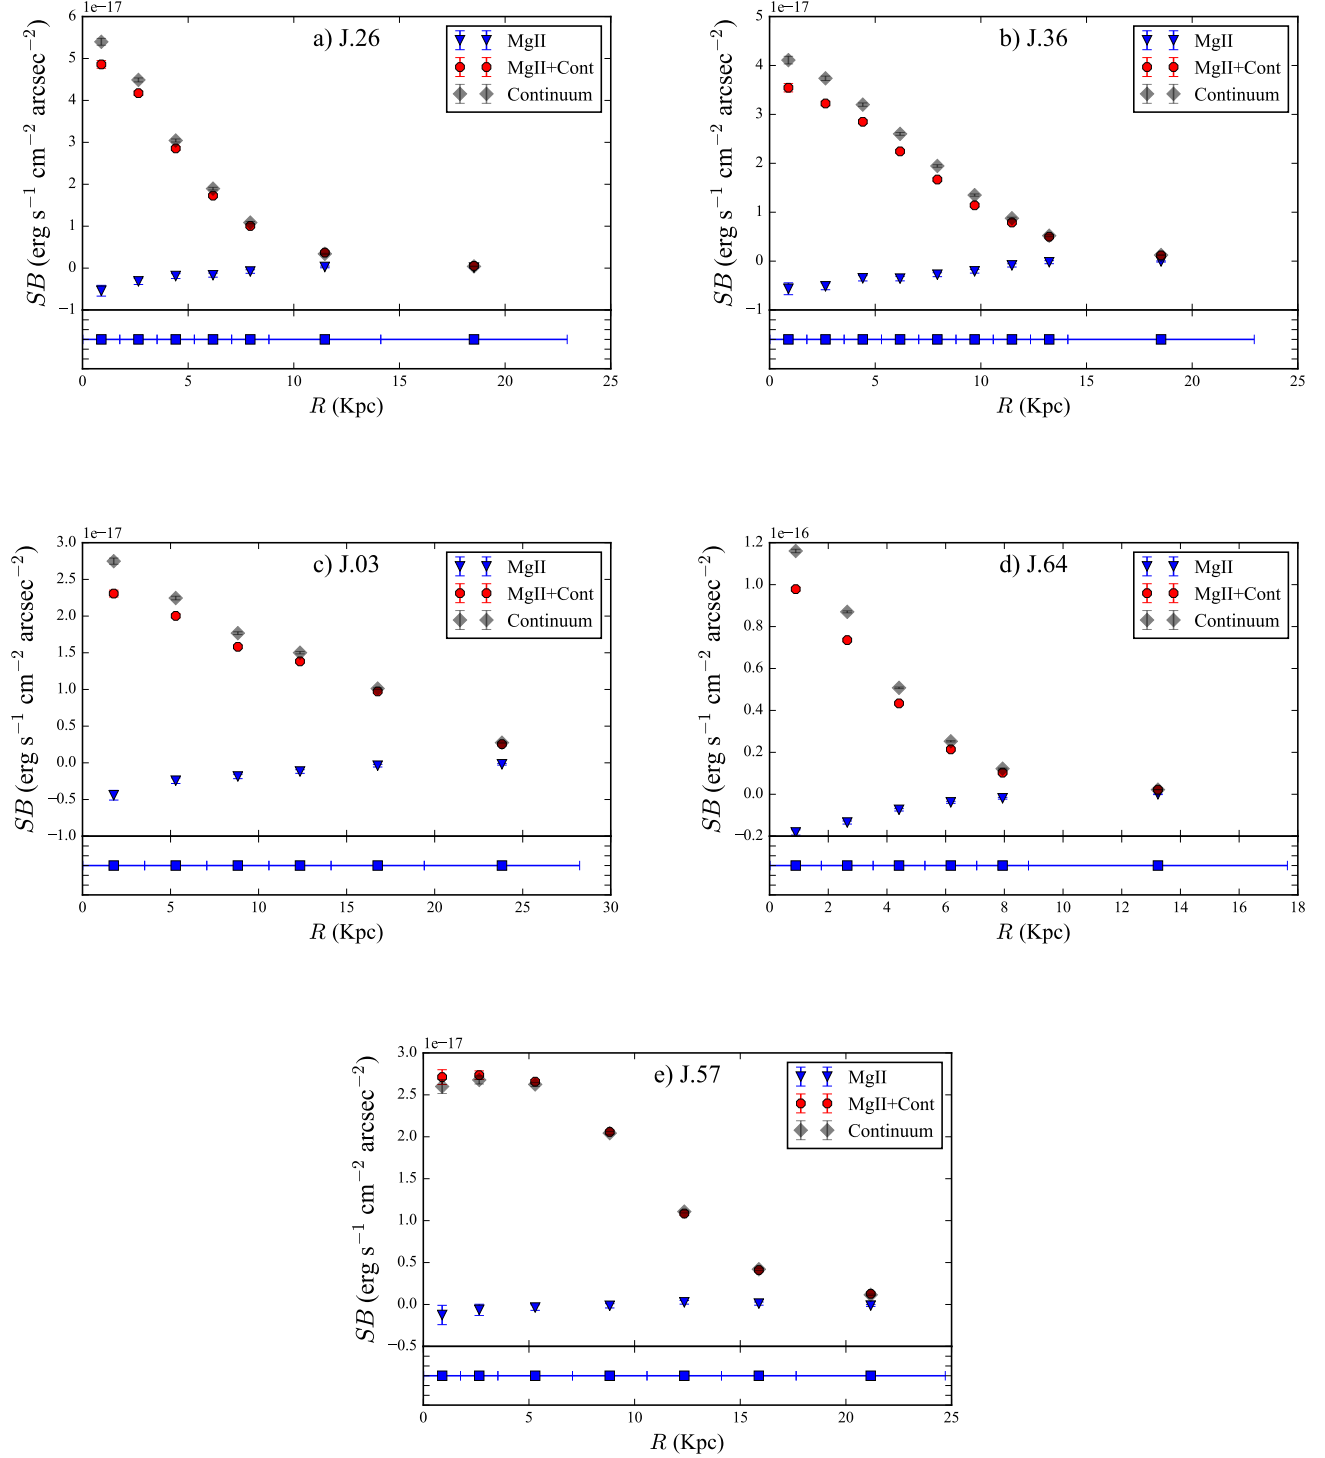 1e−17
a) J.26
MgII
MgII+Cont
Continuum
SB (erg s−1 cm−2 arcsec−2)
6
5
4
3
2
1
0
−1
0 5 10 15 20 25
R (Kpc)
1e−17
b) J.36
MgII
MgII+Cont
Continuum
SB (erg s−1 cm−2 arcsec−2)
5
4
3
2
1
0
−1
0 5 10 15 20 25
R (Kpc)
1e−17
c) J.03
MgII
MgII+Cont
Continuum
SB (erg s−1 cm−2 arcsec−2)
3.0
2.5
2.0
1.5
1.0
0.5
0.0
−0.5
−1.0
0 5 10 15 20 25 30
R (Kpc)
1e−16
d) J.64
MgII
MgII+Cont
Continuum
SB (erg s−1 cm−2 arcsec−2)
1.2
1.0
0.8
0.6
0.4
0.2
0.0
−0.2
0 2 4 6 8 10 12 14 16 18
R (Kpc)
1e−17
e) J.57
MgII
MgII+Cont
Continuum
SB (erg s−1 cm−2 arcsec−2)
3.0
2.5
2.0
1.5
1.0
0.5
0.0
−0.5
0 5 10 15 20 25
R (Kpc)